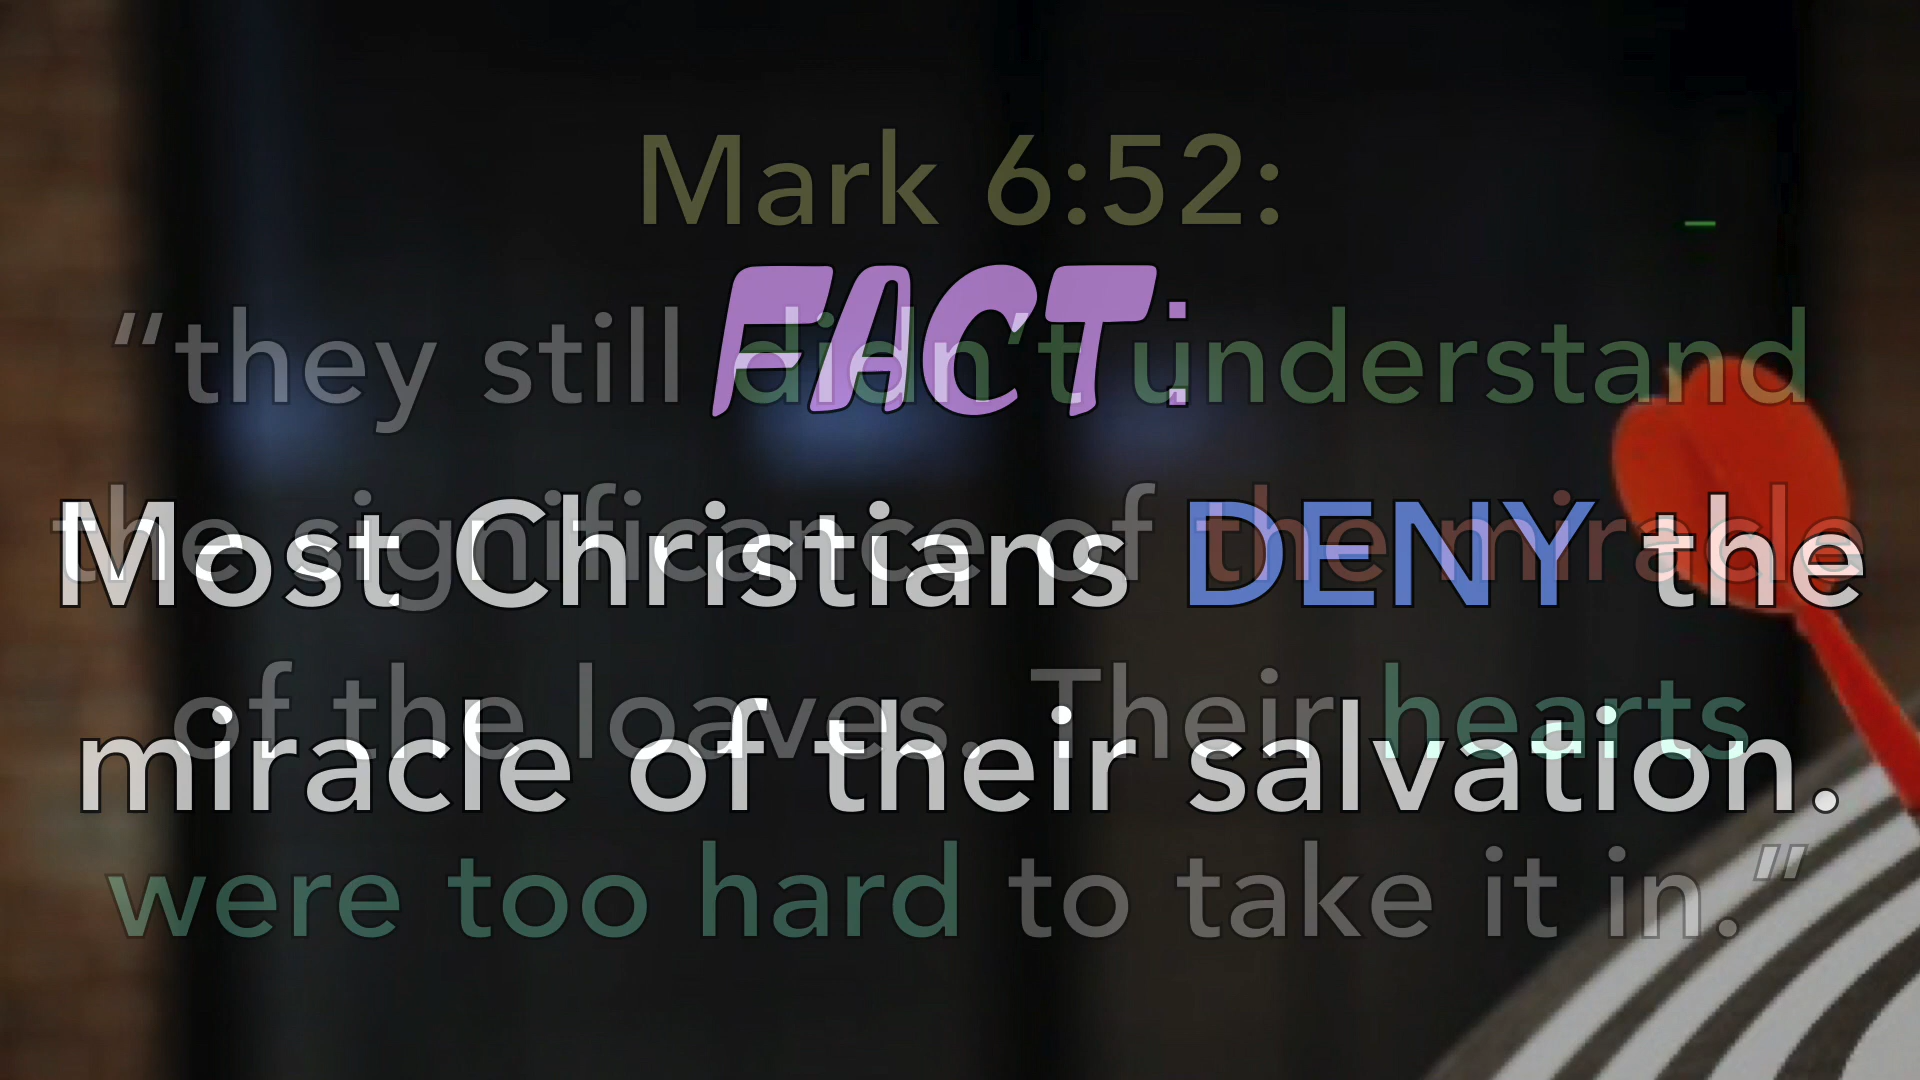 Mark 6:52:
“they still didn’t understand
the significance of the miracle
of the loaves. Their hearts
were too hard to take it in.”
FACT:
Most Christians DENY the
miracle of their salvation.